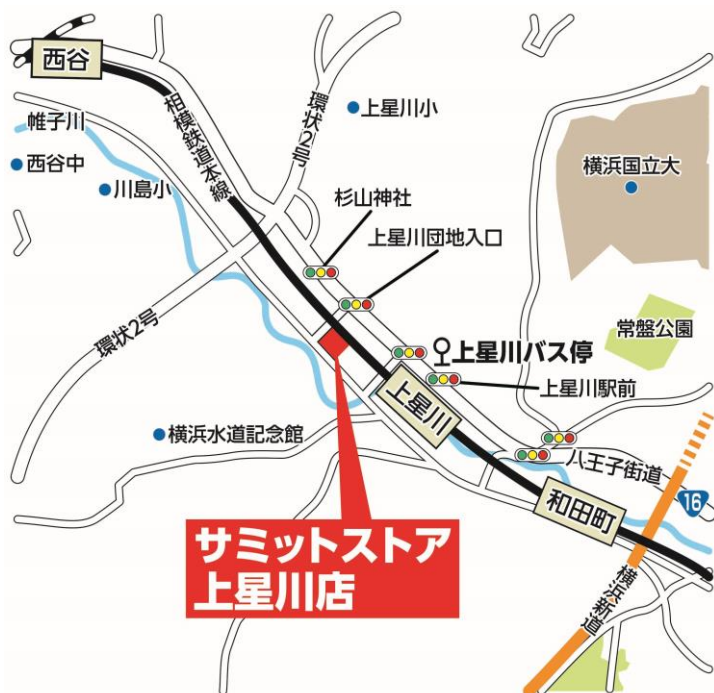 西谷
帷子川
西谷中
川島小
相模鉄道本線
環状2号
上星川小
杉山神社
上星川団地入口
横浜国立大
常盤公園
環状2号
上星川バス停
上星川駅前
上星川
横浜水道記念館
八王子街道
16
和田町
横浜新道
サミットストア
上星川店